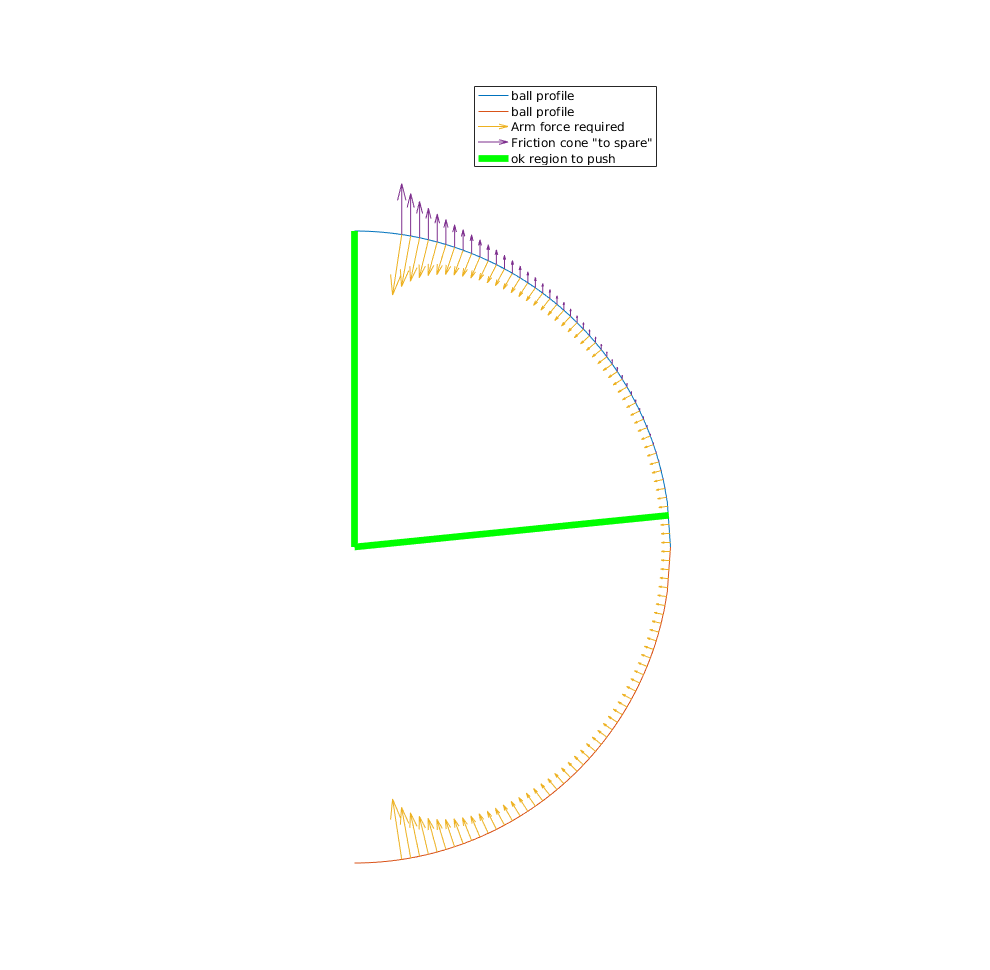 ball profile
ball profile
Arm force required
Friction cone "to spare"
ok region to push